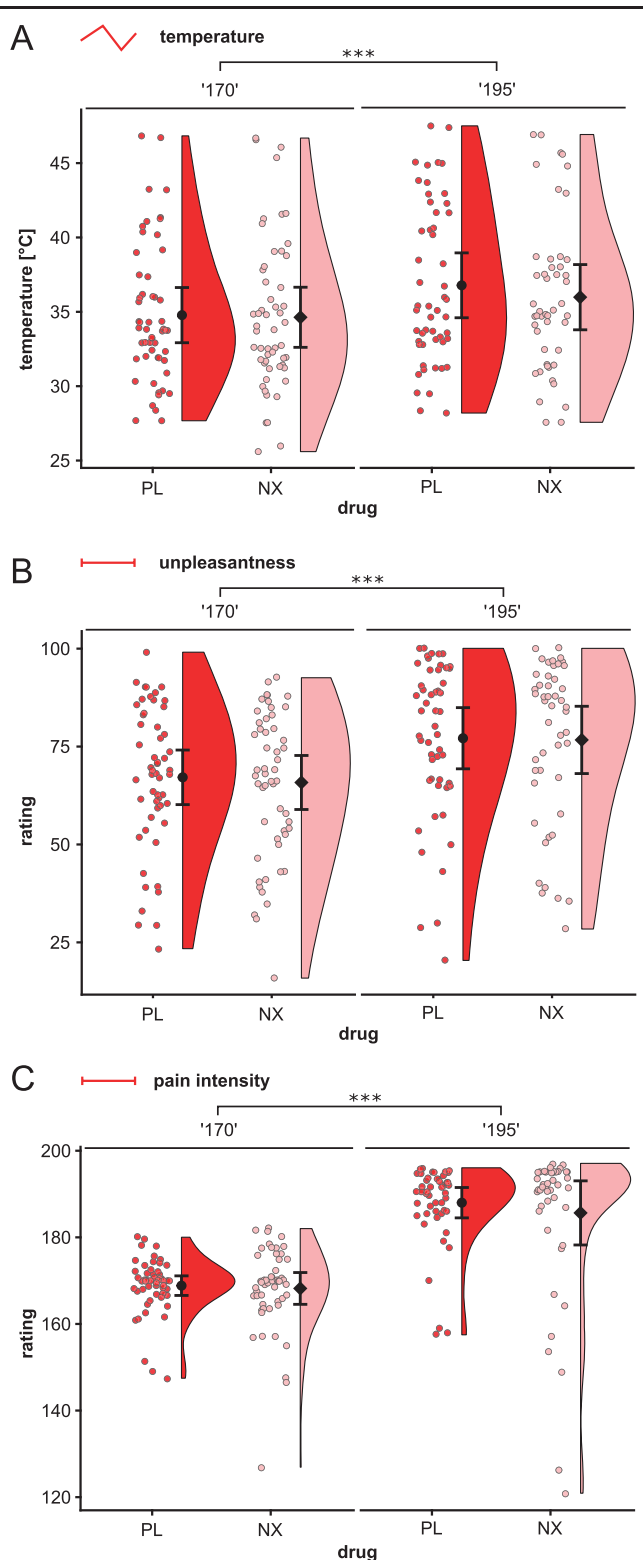 A
temperature
***
'170'
'195'
temperature [°C]
45
40
35
30
25
PL
NX
PL
NX
drug
B
unpleasantness
***
'170'
'195'
rating
100
75
50
25
PL
NX
PL
NX
drug
C
pain intensity
***
'170'
'195'
rating
200
180
160
140
120
PL
NX
PL
NX
drug